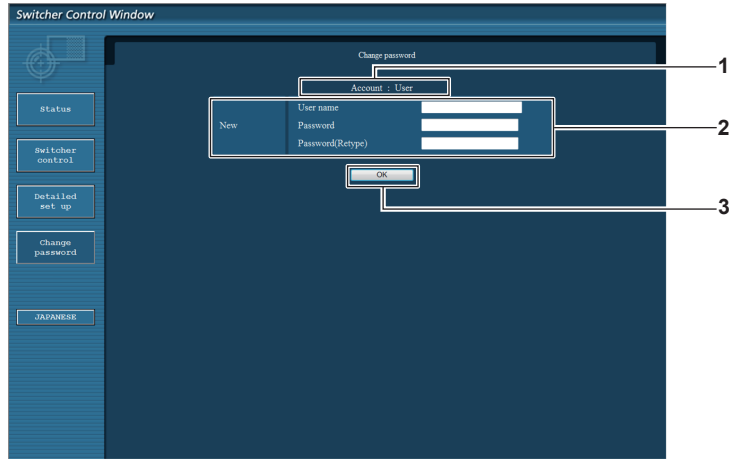 Switcher Control Window
Change password
1
Account : User
Status
User name
New
Password
2
Password(Retype)
Switcher
control
OK
Detailed
set up
3
Change
password
JAPANESE